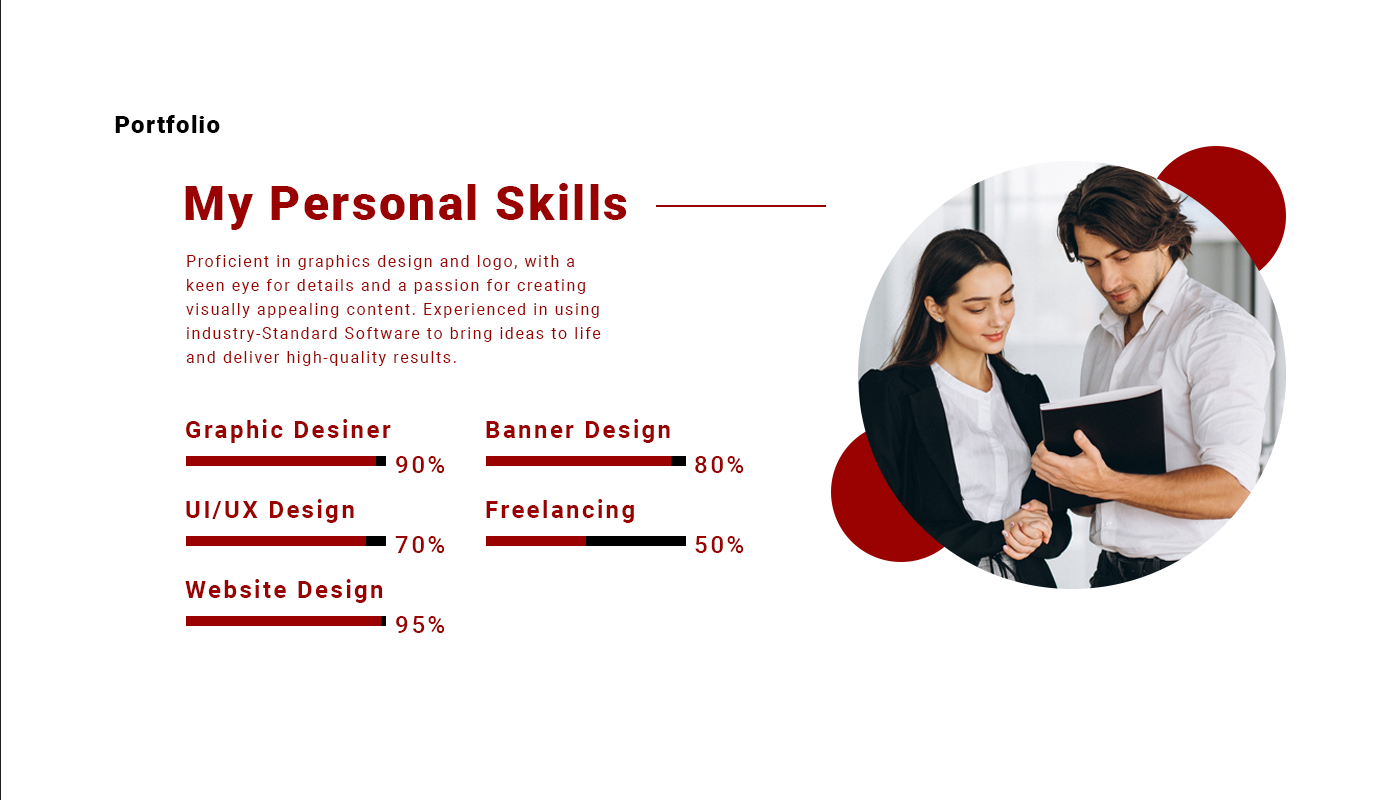 Portfolio
My Personal Skills
Proficient in graphics design and logo, with a
keen eye for details and a passion for creating
visually appealing content. Experienced in using
industry-Standard Software to bring ideas to life
and deliver high-quality results.
Graphic Desiner
90%
Banner Design
80%
UI/UX Design
70%
Freelancing
50%
Website Design
95%